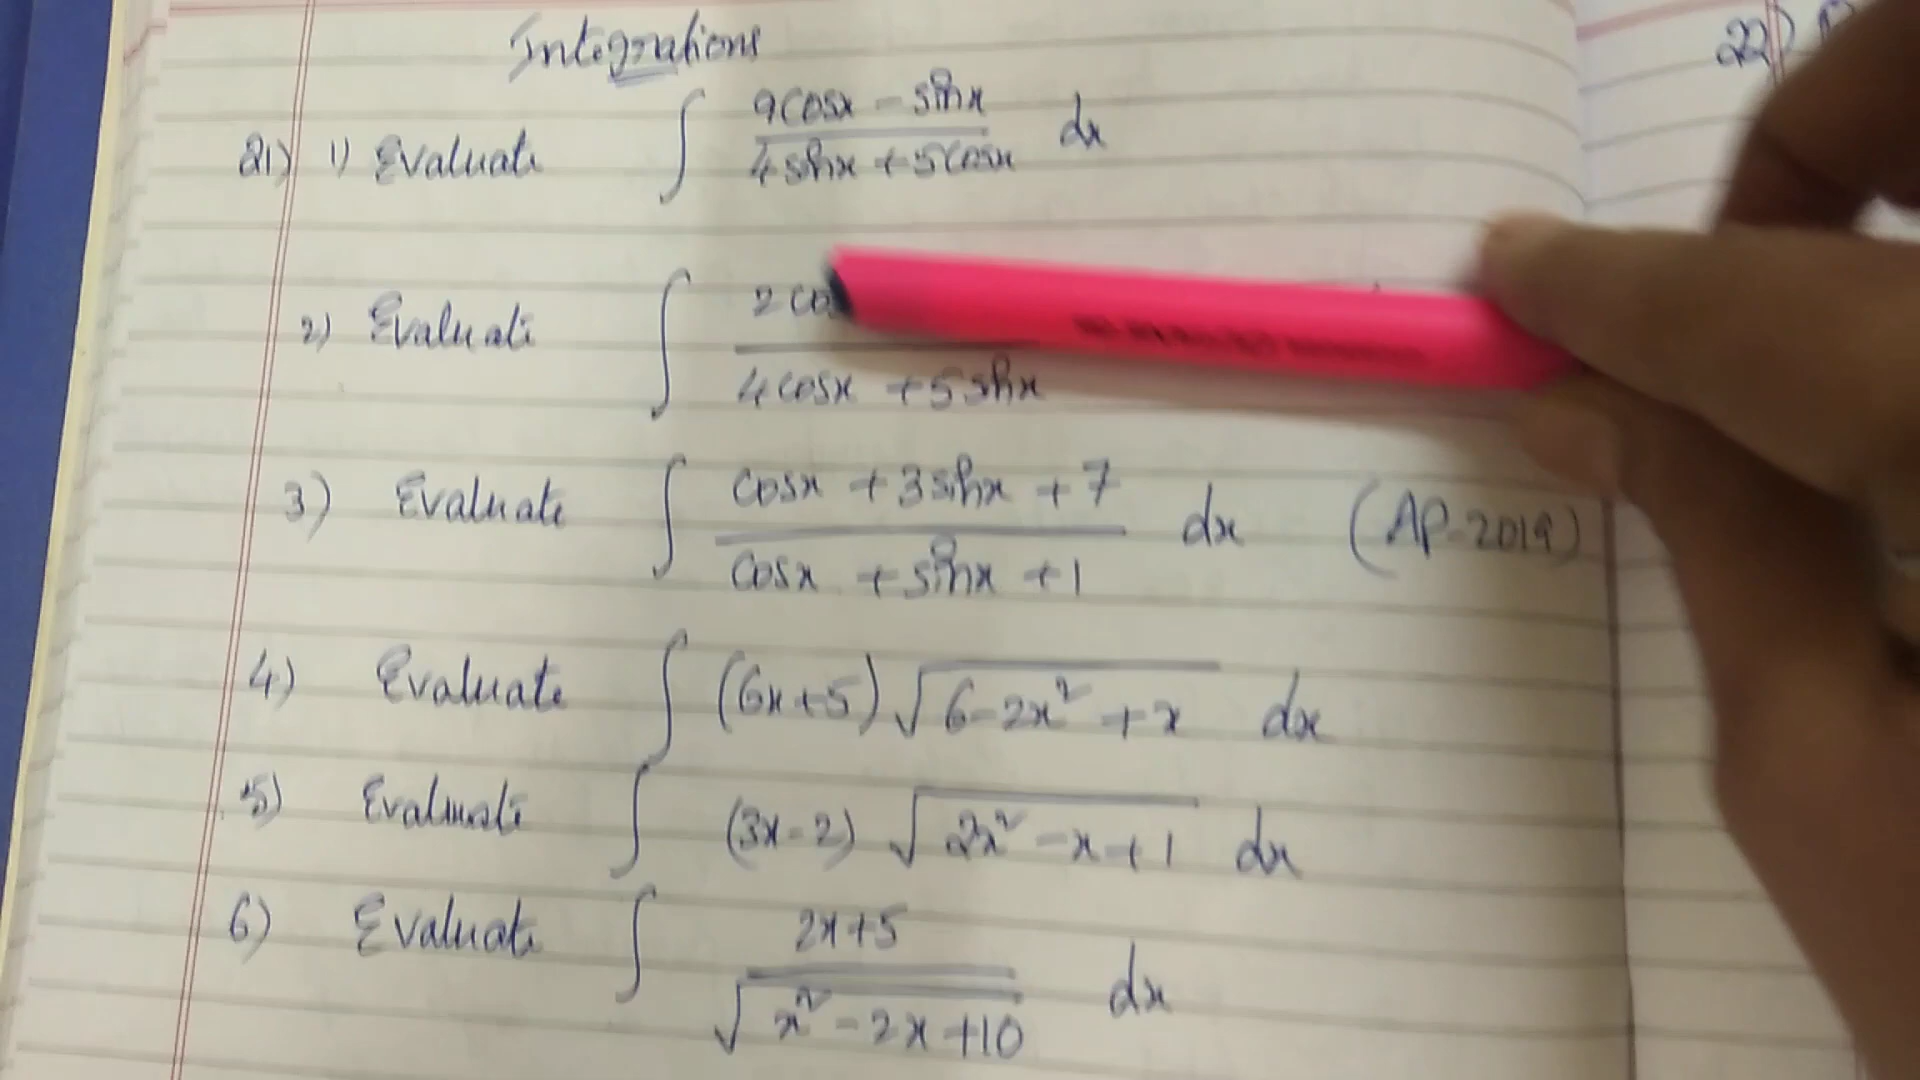 Integrations
22)
21) 1) Evaluate ∫ (9cosx - sinx)/(4sinx + 5cosx) dx
2) Evaluate ∫ (2cos)/(4cosx + 5sinx)
3) Evaluate ∫ (cosx + 3sinx + 7)/(cosx + sinx + 1) dx (AP-2019)
4) Evaluate ∫ (6x+5) √(6-2x² + x) dx
5) Evaluate ∫ (3x-2) √(2x² - x + 1) dx
6) Evaluate ∫ (2x+5)/√(x² - 2x + 10) dx